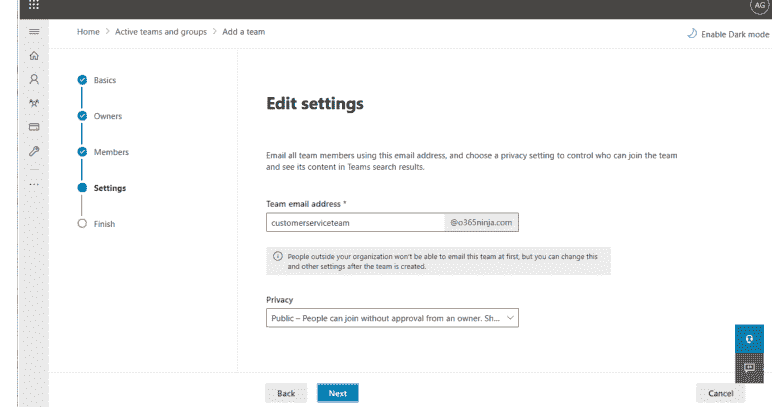 AG
Home > Active teams and groups > Add a team
Enable Dark mode
Basics
Owners
Members
Settings
Finish
Edit settings
Email all team members using this email address, and choose a privacy setting to control who can join the team
and see its content in Teams search results.
Team email address *
customerserviceteam @o365ninja.com
People outside your organization won't be able to email this team at first, but you can change this
and other settings after the team is created.
Privacy
Public – People can join without approval from an owner. Sh...
Back Next Cancel